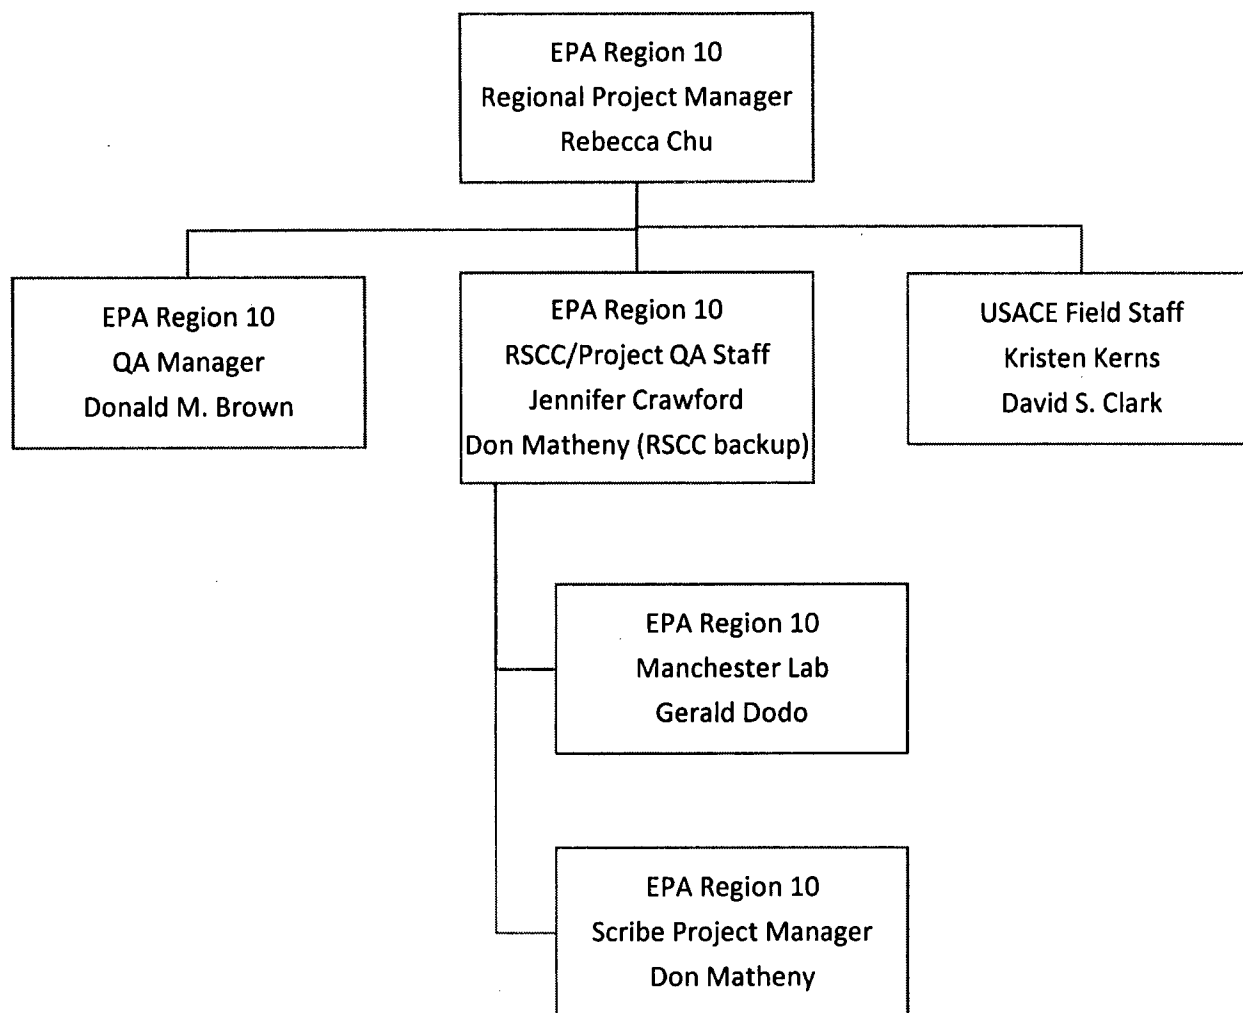 EPA Region 10
Regional Project Manager
Rebecca Chu
EPA Region 10
QA Manager
Donald M. Brown
EPA Region 10
RSCC/Project QA Staff
Jennifer Crawford
Don Matheny (RSCC backup)
USACE Field Staff
Kristen Kerns
David S. Clark
EPA Region 10
Manchester Lab
Gerald Dodo
EPA Region 10
Scribe Project Manager
Don Matheny